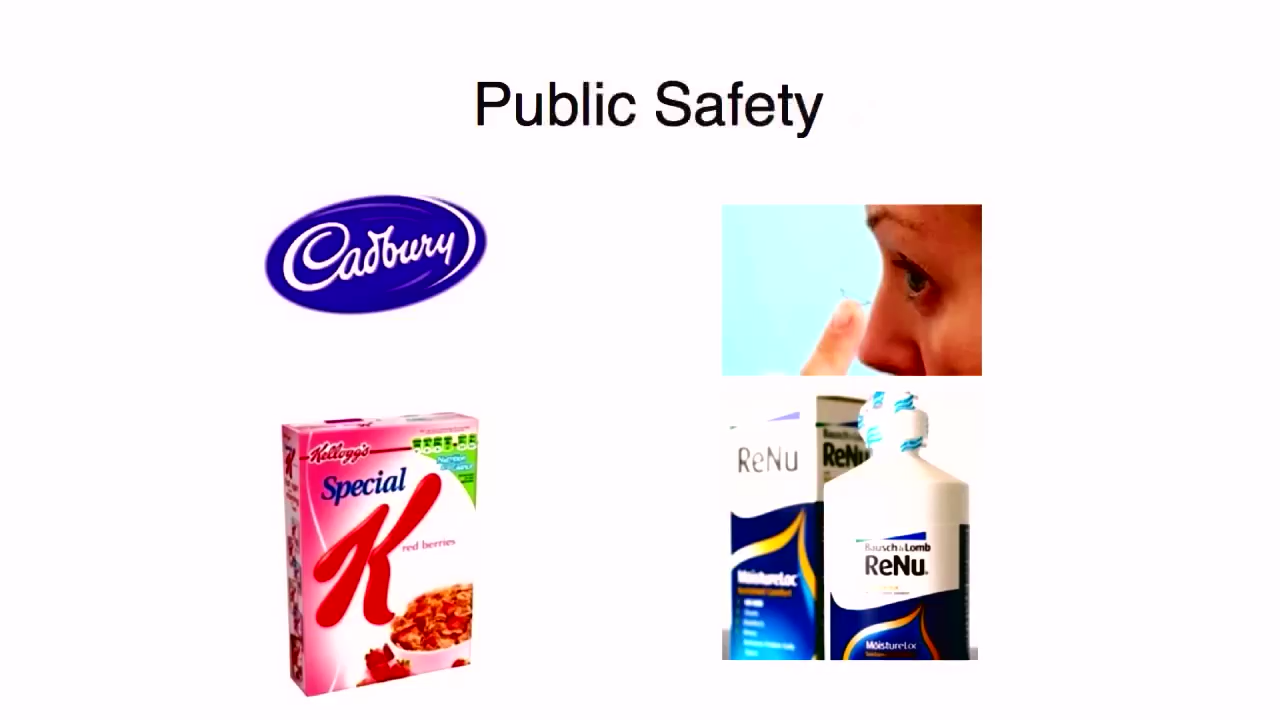 Public Safety
Cadbury
Kellogg's
Special
K
red berries
ReNu
ReNu
Bausch & Lomb
ReNu
MoistureLoc
MoistureLoc